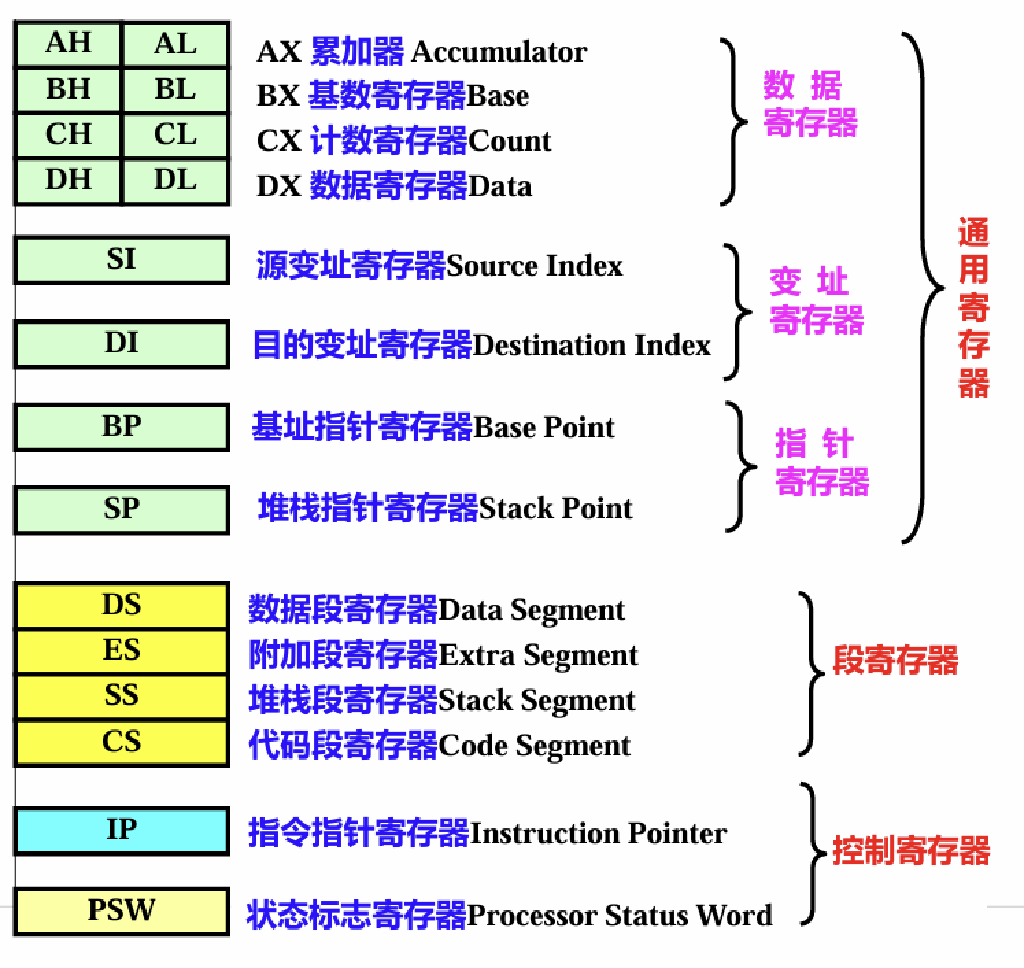 AH AL AX 累加器 Accumulator
BH BL BX 基数寄存器Base
CH CL CX 计数寄存器Count
DH DL DX 数据寄存器Data
数 据
寄存器
SI 源变址寄存器Source Index
DI 目的变址寄存器Destination Index
变 址
寄存器
BP 基址指针寄存器Base Point
SP 堆栈指针寄存器Stack Point
指 针
寄存器
通
用
寄
存
器
DS 数据段寄存器Data Segment
ES 附加段寄存器Extra Segment
SS 堆栈段寄存器Stack Segment
CS 代码段寄存器Code Segment
段寄存器
IP 指令指针寄存器Instruction Pointer
PSW 状态标志寄存器Processor Status Word
控制寄存器